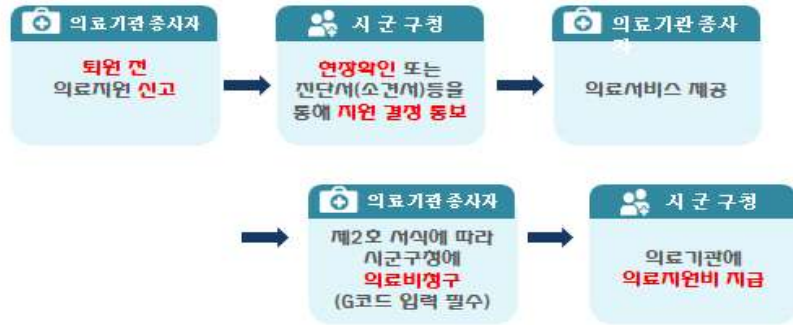 의료기관 종사자
퇴원 전
의료지원 신고
시 군 구청
현장확인 또는
진단서(소견서)등을
통해 지원 결정 통보
의료기관 종사
자
의료서비스 제공
의료기관 종사자
제2호 서식에 따라
시군구청에
의료비청구
(G코드 입력 필수)
시 군 구청
의료기관에
의료지원비 지급